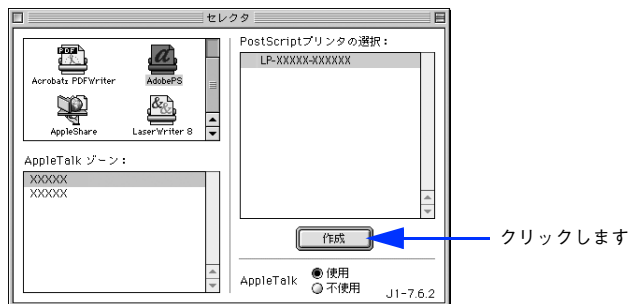 セレクタ
PostScriptプリンタの選択：
LP-XXXXX-XXXXXX
Acrobat™ PDFWriter
AdobePS
AppleShare
LaserWriter 8
AppleTalk ゾーン：
XXXXX
XXXXX
作成
クリックします
AppleTalk
使用
不使用
J1-7.6.2